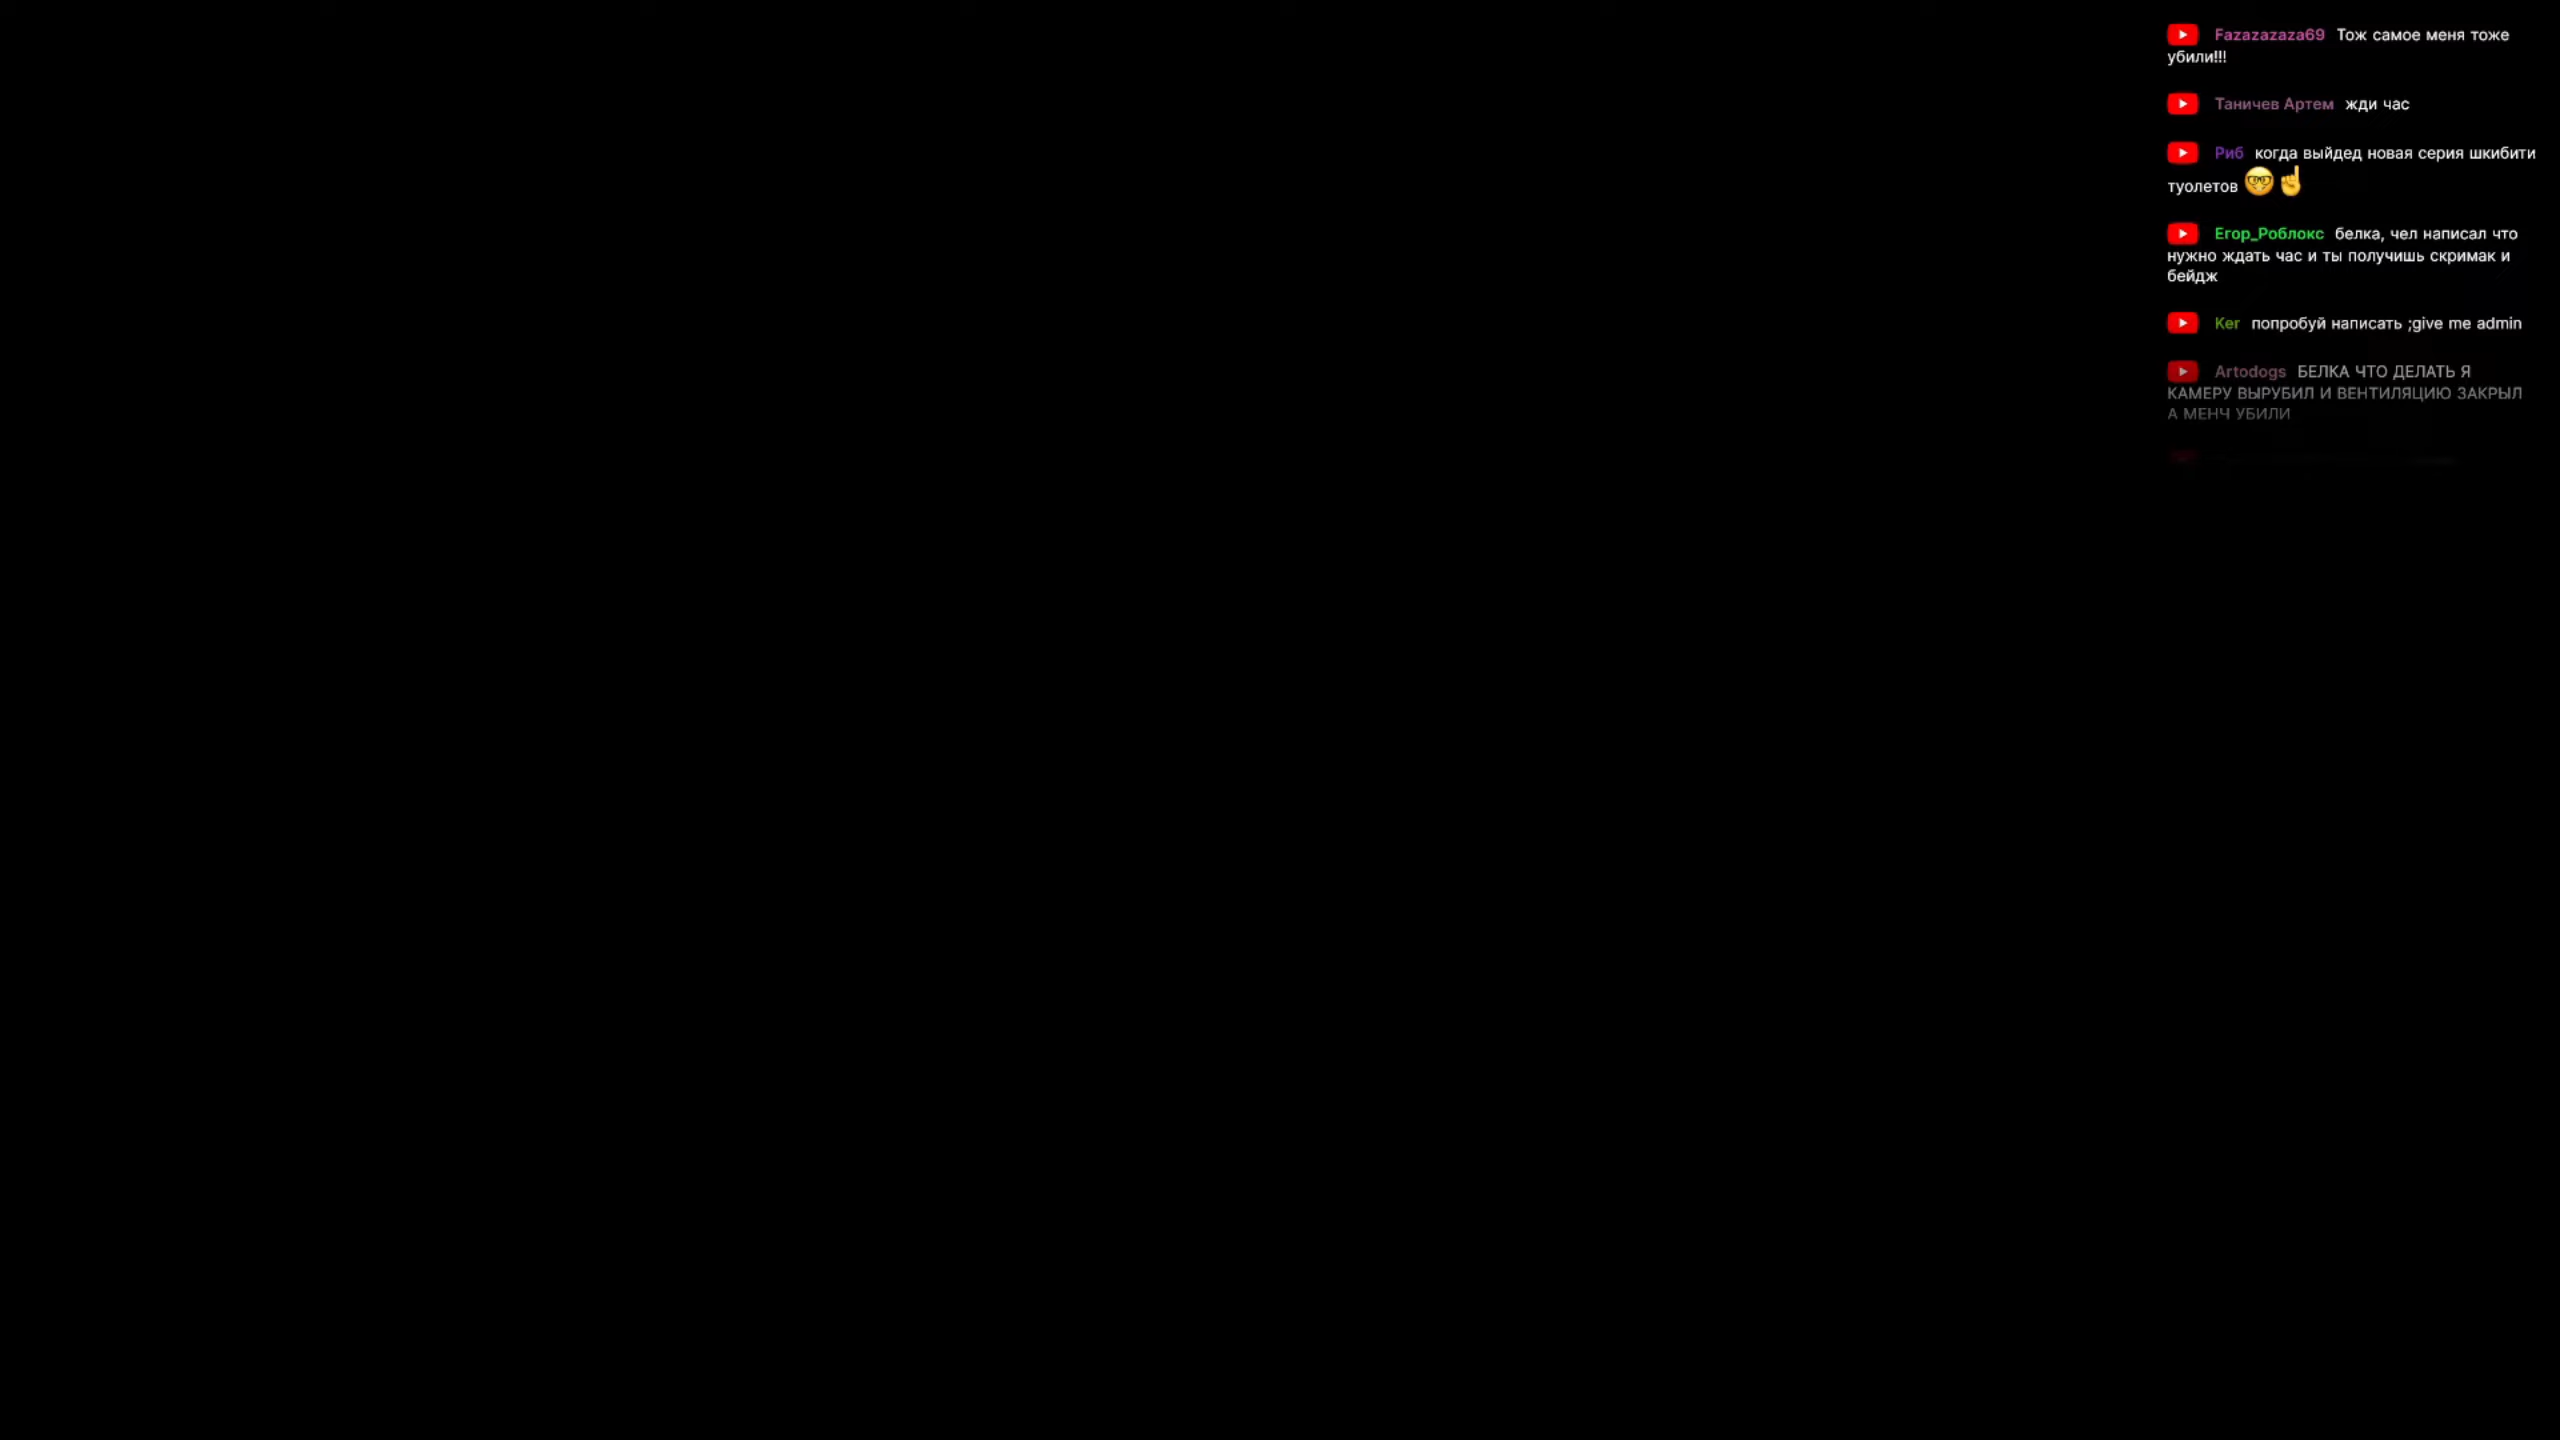 Fazazazaza69 Тож самое меня тоже
убили!!!
Таничев Артем жди час
Риб когда выйдед новая серия шкибити
туолетов 🤓☝
Егор_Роблокс белка, чел написал что
нужно ждать час и ты получишь скримак и
бейдж
Ker попробуй написать ;give me admin
Artodogs БЕЛКА ЧТО ДЕЛАТЬ Я
КАМЕРУ ВЫРУБИЛ И ВЕНТИЛЯЦИЮ ЗАКРЫЛ
А МЕНЧ УБИЛИ